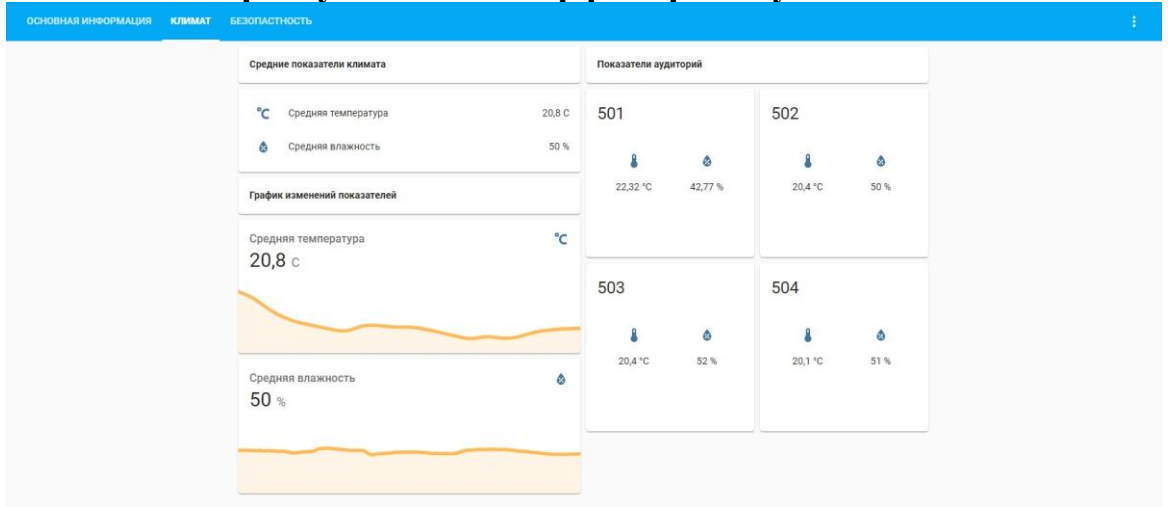 ОСНОВНАЯ ИНФОРМАЦИЯ КЛИМАТ БЕЗОПАСНОСТЬ
Средние показатели климата
°C Средняя температура 20,8 C
Средняя влажность 50 %
График изменений показателей
Средняя температура °C
20,8 C
Средняя влажность
50 %
Показатели аудиторий
501
22,32 °C 42,77 %
502
20,4 °C 50 %
503
20,4 °C 52 %
504
20,1 °C 51 %